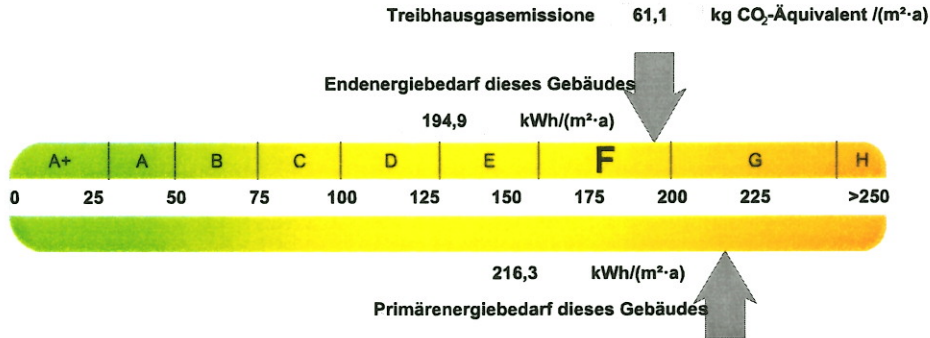 Treibhausgasemissione 61,1 kg CO₂-Äquivalent /(m²·a)
Endenergiebedarf dieses Gebäudes
194,9 kWh/(m²·a)
A+ A B C D E F G H
0 25 50 75 100 125 150 175 200 225 >250
216,3 kWh/(m²·a)
Primärenergiebedarf dieses Gebäudes